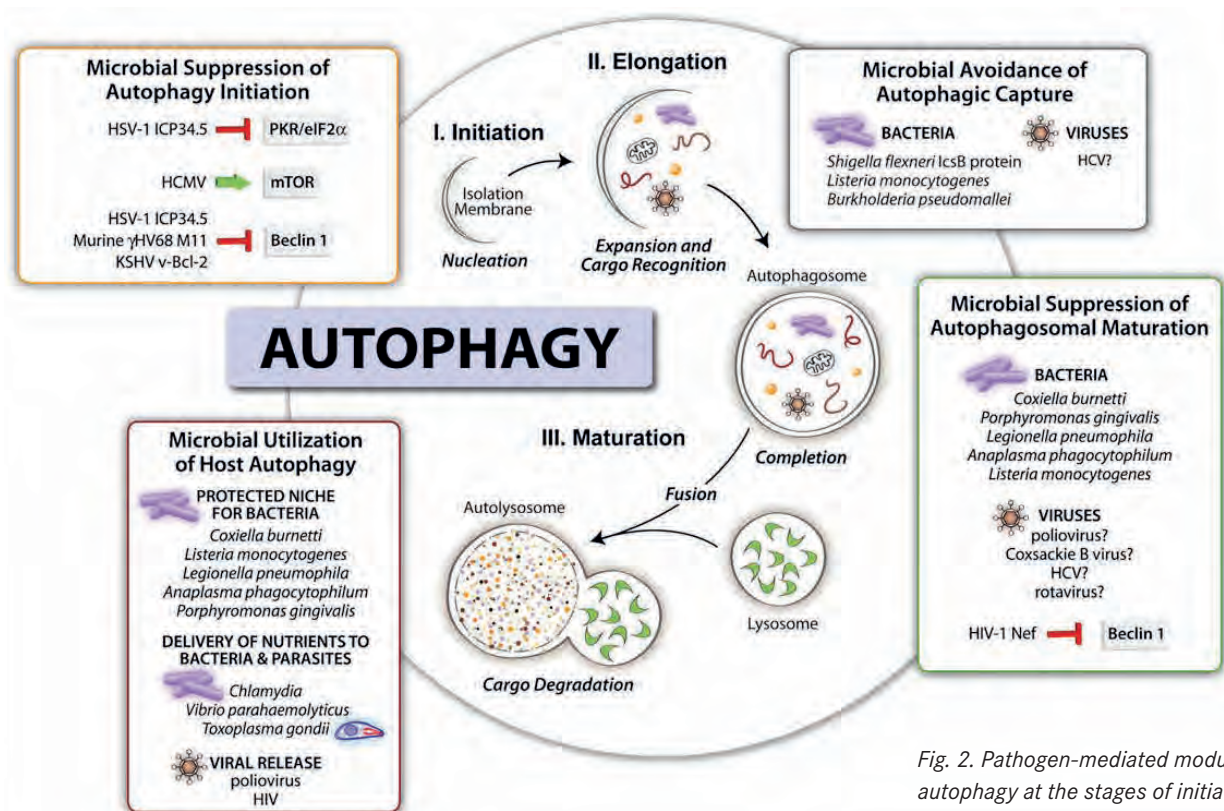 Microbial Suppression of
Autophagy Initiation
HSV-1 ICP34.5
PKR/eIF2α
HCMV
mTOR
HSV-1 ICP34.5
Murine γHV68 M11
KSHV v-Bcl-2
Beclin 1
II. Elongation
I. Initiation
Isolation
Membrane
Nucleation
Expansion and
Cargo Recognition
Microbial Avoidance of
Autophagic Capture
BACTERIA
Shigella flexneri IcsB protein
Listeria monocytogenes
Burkholderia pseudomallei
VIRUSES
HCV?
AUTOPHAGY
Autophagosome
Completion
III. Maturation
Fusion
Autolysosome
Lysosome
Cargo Degradation
Microbial Suppression of
Autophagosomal Maturation
BACTERIA
Coxiella burnetti
Porphyromonas gingivalis
Legionella pneumophila
Anaplasma phagocytophilum
Listeria monocytogenes
VIRUSES
poliovirus?
Coxsackie B virus?
HCV?
rotavirus?
HIV-1 Nef
Beclin 1
Microbial Utilization
of Host Autophagy
PROTECTED NICHE
FOR BACTERIA
Coxiella burnetti
Listeria monocytogenes
Legionella pneumophila
Anaplasma phagocytophilum
Porphyromonas gingivalis
DELIVERY OF NUTRIENTS TO
BACTERIA & PARASITES
Chlamydia
Vibrio parahaemolyticus
Toxoplasma gondii
VIRAL RELEASE
poliovirus
HIV
Fig. 2. Pathogen-mediated modu
autophagy at the stages of initia